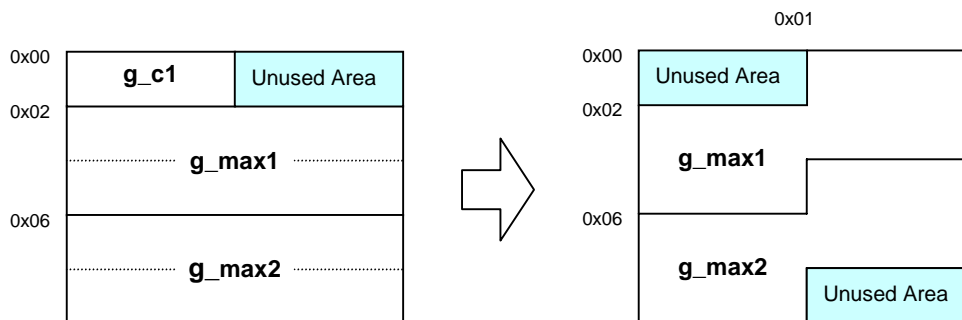 0x01
0x00
g_c1
Unused Area
0x02
g_max1
0x06
g_max2
0x00
Unused Area
0x02
g_max1
0x06
g_max2
Unused Area